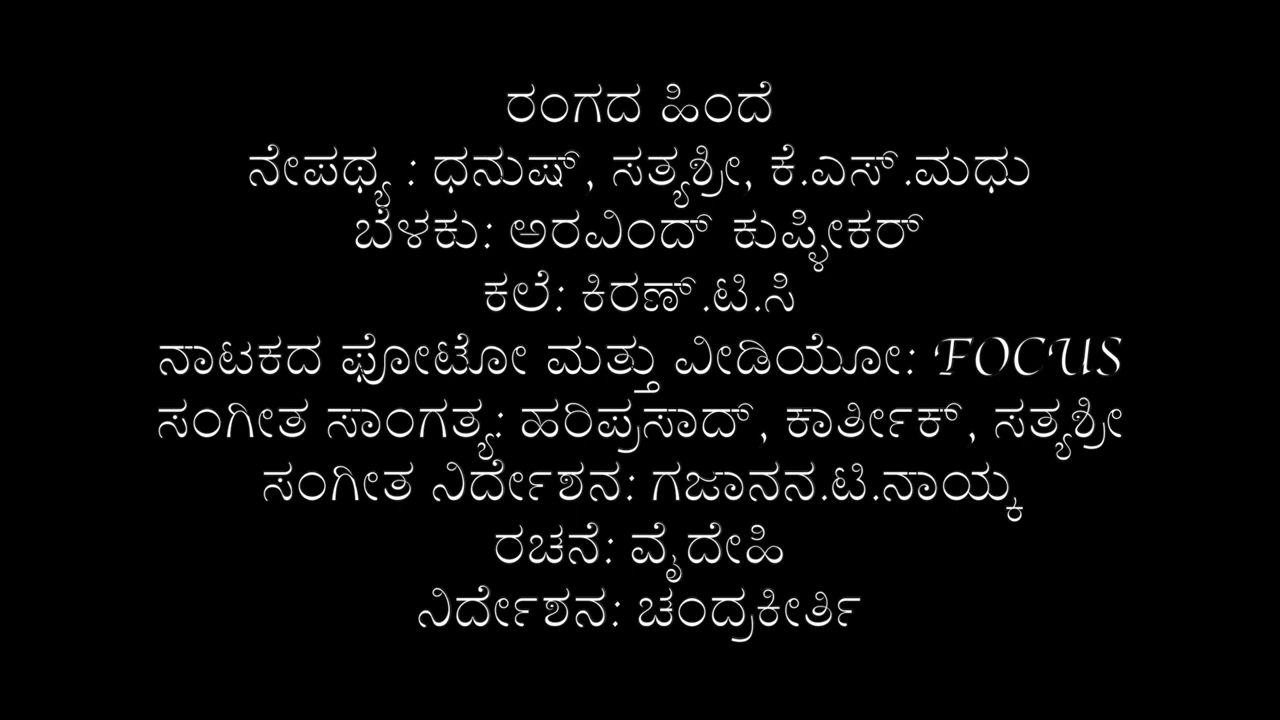 ರಂಗದ ಹಿಂದೆ
ನೇಪಥ್ಯ : ಧನುಷ್, ಸತ್ಯಶ್ರೀ, ಕೆ.ಎಸ್.ಮಧು
ಬೆಳಕು: ಅರವಿಂದ್ ಕುಪ್ಳೀಕರ್
ಕಲೆ: ಕಿರಣ್.ಟಿ.ಸಿ
ನಾಟಕದ ಫೋಟೋ ಮತ್ತು ವೀಡಿಯೋ: FOCUS
ಸಂಗೀತ ಸಾಂಗತ್ಯ: ಹರಿಪ್ರಸಾದ್, ಕಾರ್ತೀಕ್, ಸತ್ಯಶ್ರೀ
ಸಂಗೀತ ನಿರ್ದೇಶನ: ಗಜಾನನ.ಟಿ.ನಾಯ್ಕ
ರಚನೆ: ವೈದೇಹಿ
ನಿರ್ದೇಶನ: ಚಂದ್ರಕೀರ್ತಿ